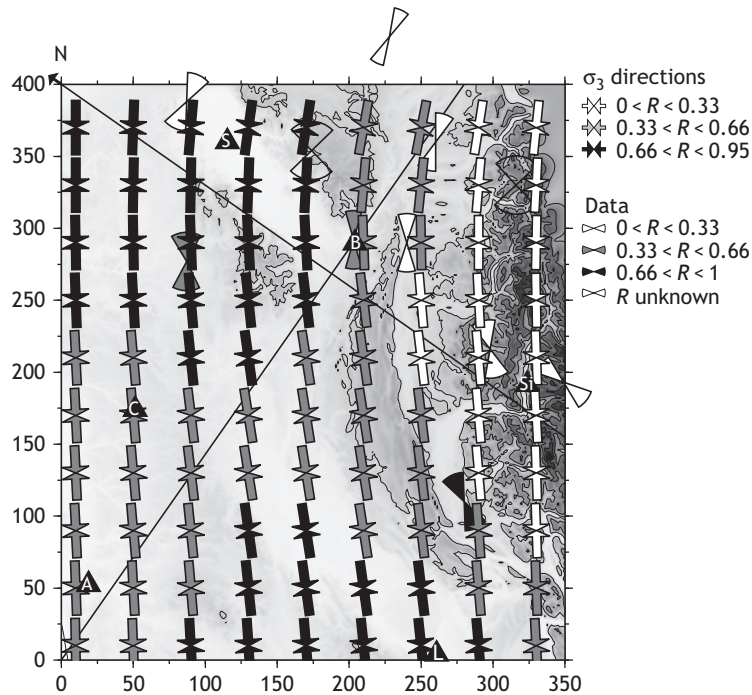 N
400
350
300
250
200
150
100
50
0
0 50 100 150 200 250 300 350
S
B
C
A
L
S
σ3 directions
0 < R < 0.33
0.33 < R < 0.66
0.66 < R < 0.95
Data
0 < R < 0.33
0.33 < R < 0.66
0.66 < R < 1
R unknown